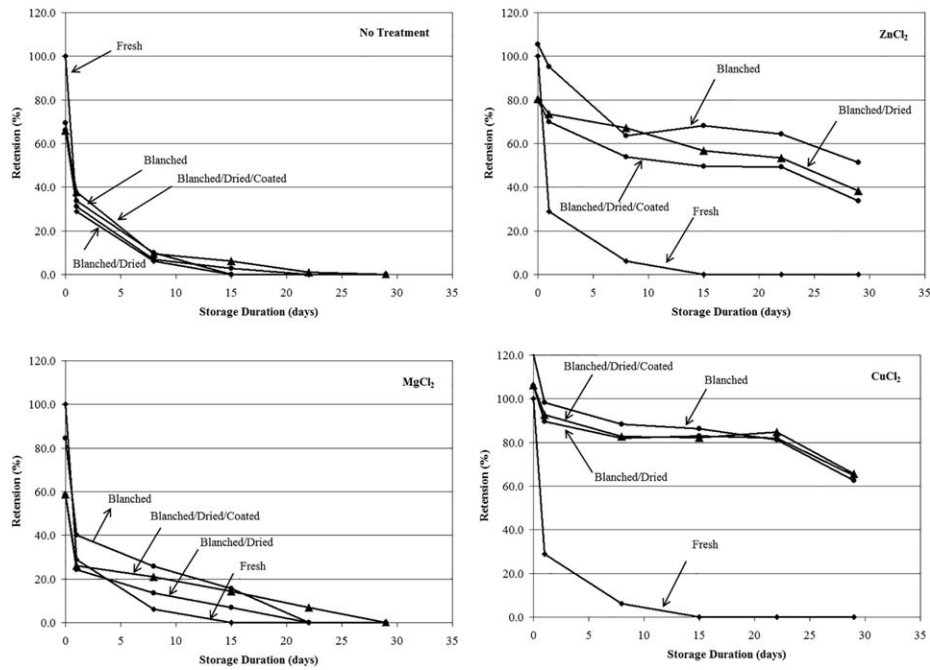 No Treatment
Retention (%)
120.0
100.0
80.0
60.0
40.0
20.0
0.0
Fresh
Blanched
Blanched/Dried/Coated
Blanched/Dried
0 5 10 15 20 25 30 35
Storage Duration (days)
ZnCl₂
Retention (%)
120.0
100.0
80.0
60.0
40.0
20.0
0.0
Blanched
Blanched/Dried
Blanched/Dried/Coated
Fresh
0 5 10 15 20 25 30 35
Storage Duration (days)
MgCl₂
Retention (%)
120.0
100.0
80.0
60.0
40.0
20.0
0.0
Blanched
Blanched/Dried/Coated
Blanched/Dried
Fresh
0 5 10 15 20 25 30 35
Storage Duration (days)
CuCl₂
Retention (%)
120.0
100.0
80.0
60.0
40.0
20.0
0.0
Blanched/Dried/Coated
Blanched
Blanched/Dried
Fresh
0 5 10 15 20 25 30 35
Storage Duration (days)